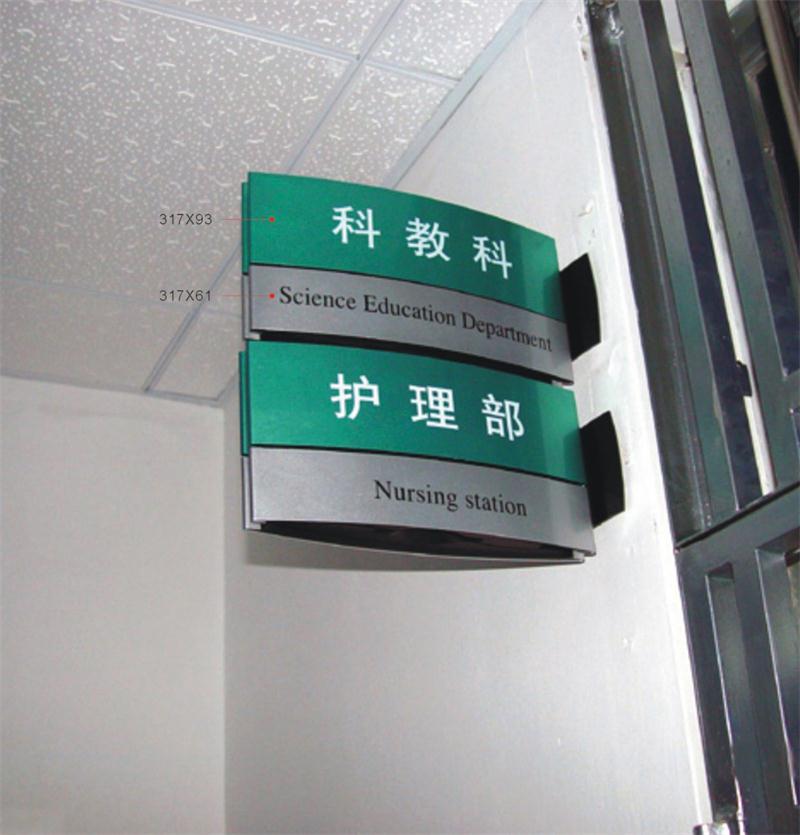 317X93
科教科
317X61
Science Education Department
护理部
Nursing station